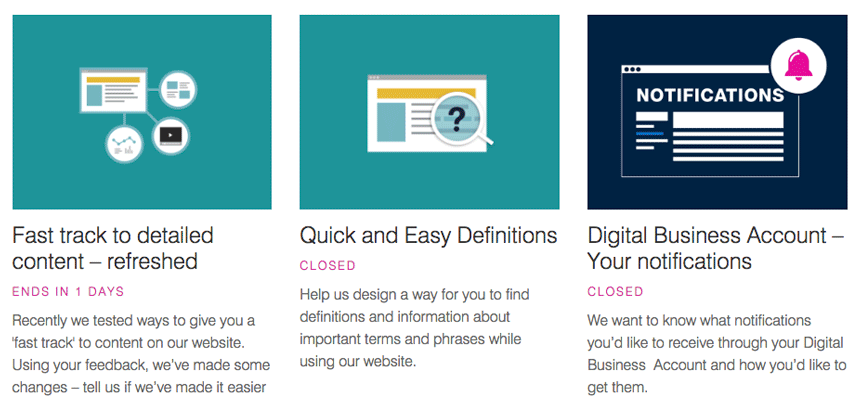 ?
NOTIFICATIONS
Fast track to detailed
content – refreshed
ENDS IN 1 DAYS
Recently we tested ways to give you a
'fast track' to content on our website.
Using your feedback, we've made some
changes – tell us if we've made it easier
Quick and Easy Definitions
CLOSED
Help us design a way for you to find
definitions and information about
important terms and phrases while
using our website.
Digital Business Account –
Your notifications
CLOSED
We want to know what notifications
you'd like to receive through your Digital
Business  Account and how you'd like to
get them.